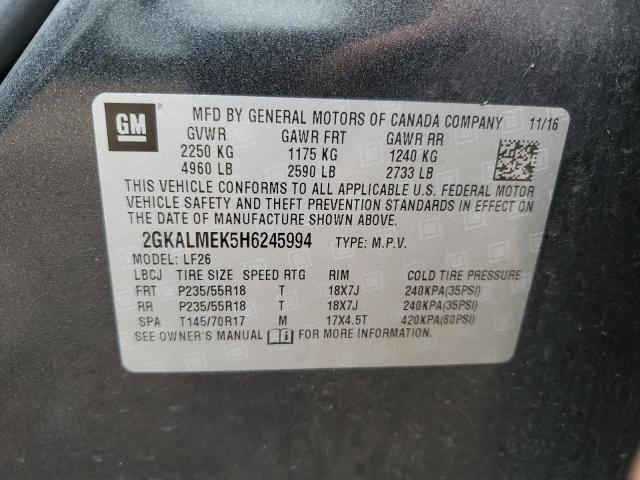 GM
MFD BY GENERAL MOTORS OF CANADA COMPANY 11/16
GVWR GAWR FRT GAWR RR
2250 KG 1175 KG 1240 KG
4960 LB 2590 LB 2733 LB
THIS VEHICLE CONFORMS TO ALL APPLICABLE U.S. FEDERAL MOTOR
VEHICLE SAFETY AND THEFT PREVENTION STANDARDS IN EFFECT ON
THE DATE OF MANUFACTURE SHOWN ABOVE.
2GKALMEK5H6245994 TYPE: M.P.V.
MODEL: LF26
LBCJ TIRE SIZE SPEED RTG RIM COLD TIRE PRESSURE
FRT P235/55R18 T 18X7J 240KPA(35PSI)
RR P235/55R18 T 18X7J 240KPA(35PSI)
SPA T145/70R17 M 17X4.5T 420KPA(60PSI)
SEE OWNER'S MANUAL FOR MORE INFORMATION.